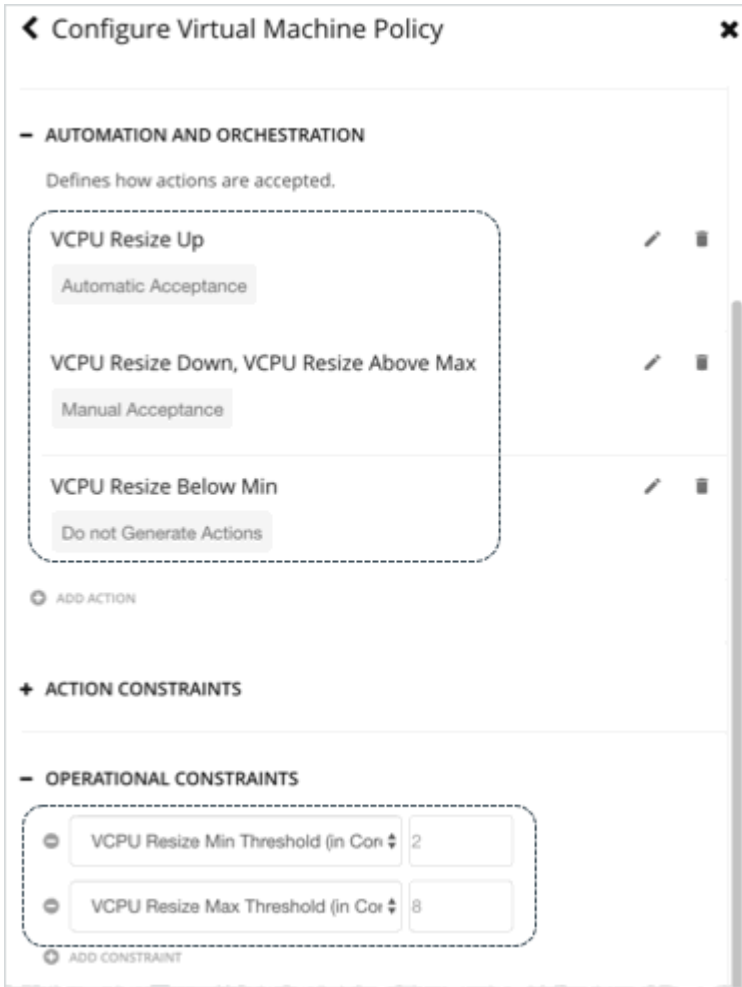 Configure Virtual Machine Policy
AUTOMATION AND ORCHESTRATION
Defines how actions are accepted.
VCPU Resize Up
Automatic Acceptance
VCPU Resize Down, VCPU Resize Above Max
Manual Acceptance
VCPU Resize Below Min
Do not Generate Actions
ADD ACTION
ACTION CONSTRAINTS
OPERATIONAL CONSTRAINTS
VCPU Resize Min Threshold (in Cor 2
VCPU Resize Max Threshold (in Cor 8
ADD CONSTRAINT